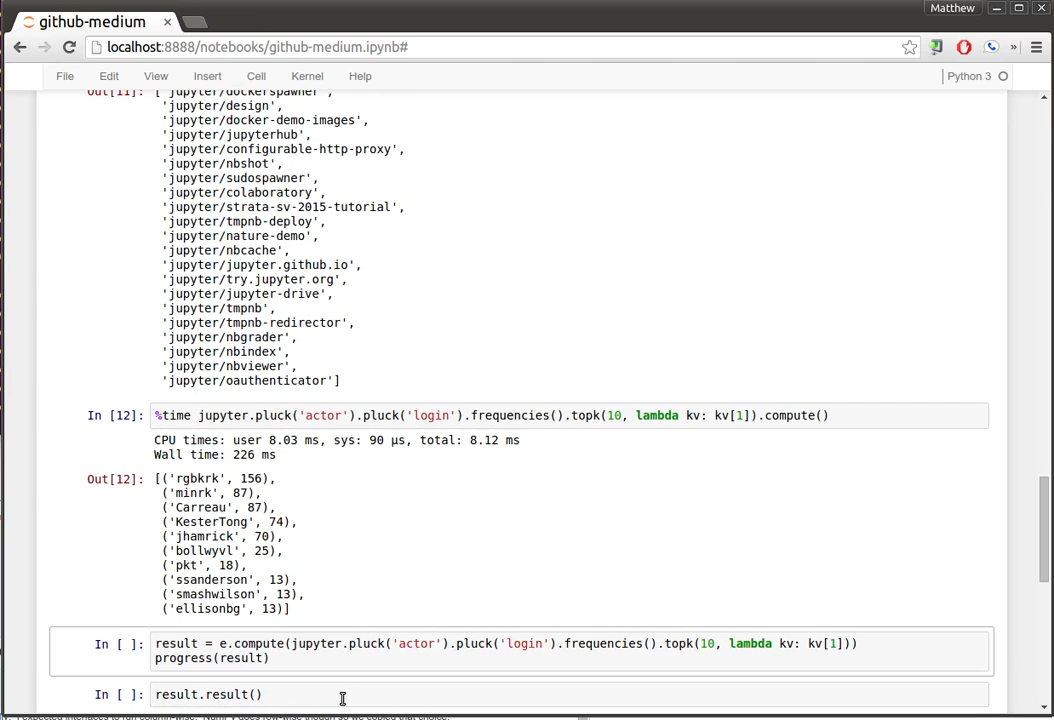 Matthew
github-medium
localhost:8888/notebooks/github-medium.ipynb#
File Edit View Insert Cell Kernel Help Python 3
Out[11]: ['jupyter/dockerspawner',
'jupyter/design',
'jupyter/docker-demo-images',
'jupyter/jupyterhub',
'jupyter/configurable-http-proxy',
'jupyter/nbshot',
'jupyter/sudospawner',
'jupyter/colaboratory',
'jupyter/strata-sv-2015-tutorial',
'jupyter/tmpnb-deploy',
'jupyter/nature-demo',
'jupyter/nbcache',
'jupyter/jupyter.github.io',
'jupyter/try.jupyter.org',
'jupyter/jupyter-drive',
'jupyter/tmpnb',
'jupyter/tmpnb-redirector',
'jupyter/nbgrader',
'jupyter/nbindex',
'jupyter/nbviewer',
'jupyter/oauthenticator']
In [12]: %time jupyter.pluck('actor').pluck('login').frequencies().topk(10, lambda kv: kv[1]).compute()
CPU times: user 8.03 ms, sys: 90 µs, total: 8.12 ms
Wall time: 226 ms
Out[12]: [('rgbkrk', 156),
('minrk', 87),
('Carreau', 87),
('KesterTong', 74),
('jhamrick', 70),
('bollwyvl', 25),
('pkt', 18),
('ssanderson', 13),
('smashwilson', 13),
('ellisonbg', 13)]
In [ ]: result = e.compute(jupyter.pluck('actor').pluck('login').frequencies().topk(10, lambda kv: kv[1]))
progress(result)
In [ ]: result.result()